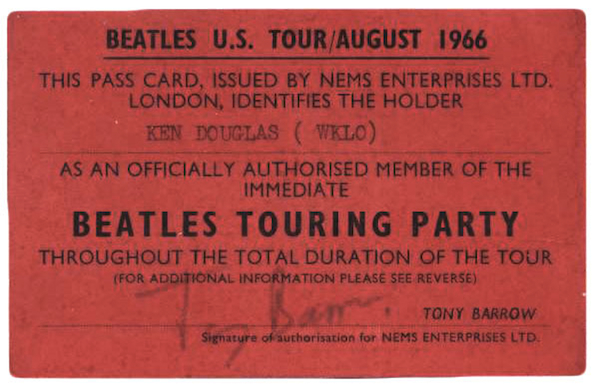 BEATLES U.S. TOUR/AUGUST 1966
THIS PASS CARD, ISSUED BY NEMS ENTERPRISES LTD.
LONDON, IDENTIFIES THE HOLDER
KEN DOUGLAS ( WKLO)
AS AN OFFICIALLY AUTHORISED MEMBER OF THE
IMMEDIATE
BEATLES TOURING PARTY
THROUGHOUT THE TOTAL DURATION OF THE TOUR
(FOR ADDITIONAL INFORMATION PLEASE SEE REVERSE)
Tony Barrow.
TONY BARROW
Signature of authorisation for NEMS ENTERPRISES LTD.